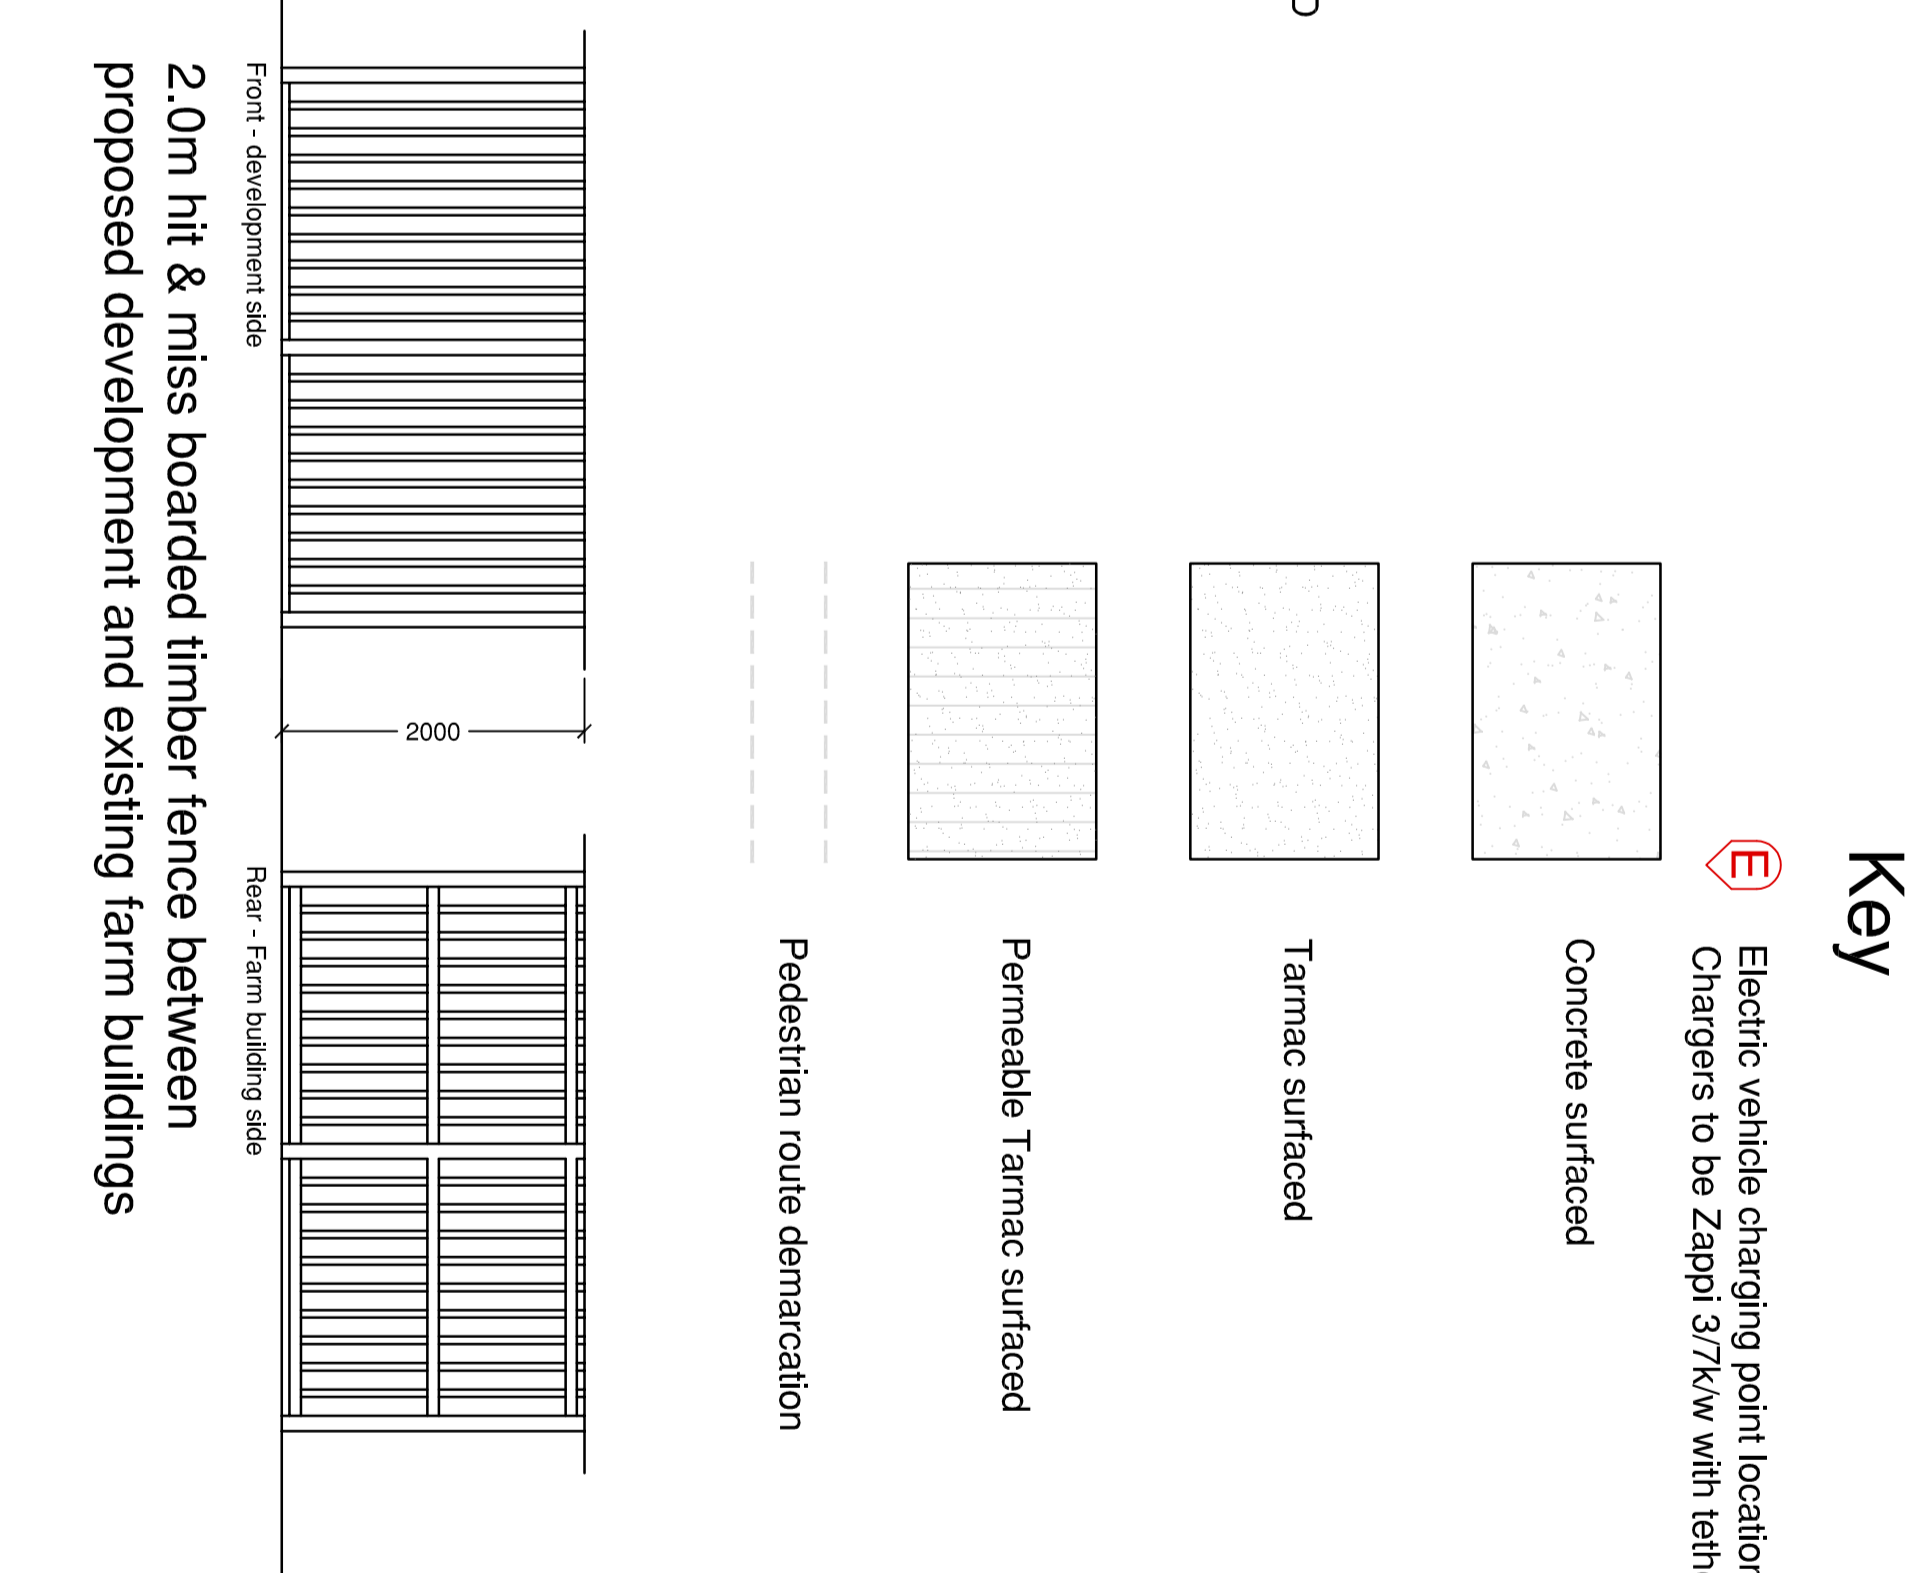 Key
E
Electric vehicle charging point location
Chargers to be Zappi 3/7k/w with teth
Concrete surfaced
Tarmac surfaced
Permeable Tarmac surfaced
Pedestrian route demarcation
2000
Front - development side
Rear - Farm building side
2.0m hit & miss boarded timber fence between
proposed development and existing farm buildings